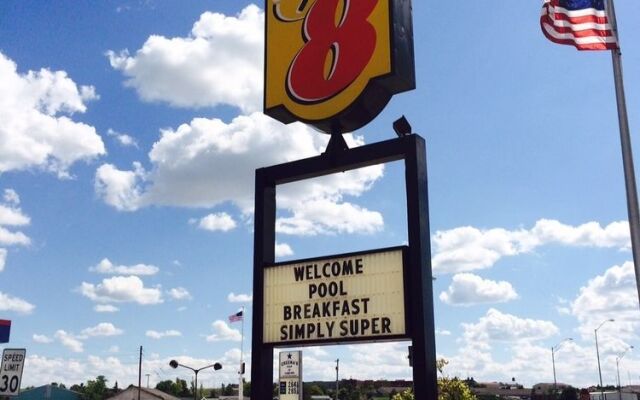 8
WELCOME
POOL
BREAKFAST
SIMPLY SUPER
SPEED
LIMIT
30